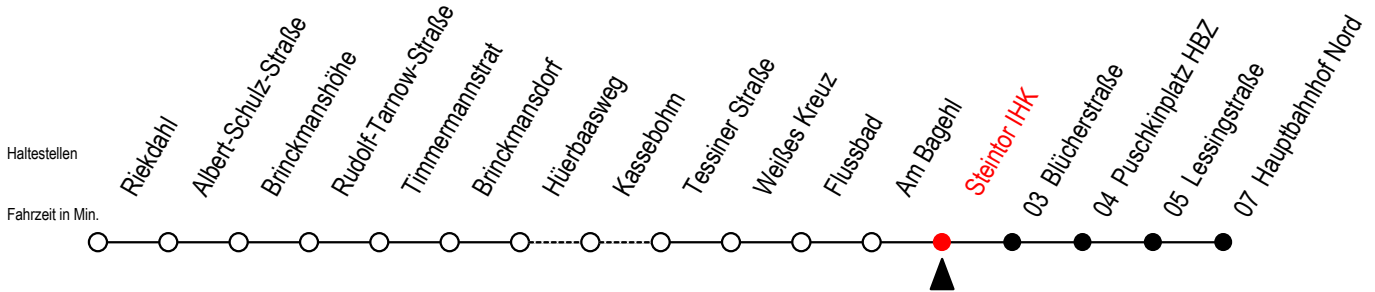 Haltestellen
Fahrzeit in Min.
Riekdahl
Albert-Schulz-Straße
Brinckmanshöhe
Rudolf-Tarnow-Straße
Timmermannstrat
Brinckmansdorf
Hüerbaasweg
Kassebohm
Tessiner Straße
Weißes Kreuz
Flussbad
Am Bagehl
Steintor IHK
03 Blücherstraße
04 Puschkinplatz HBZ
05 Lessingstraße
07 Hauptbahnhof Nord